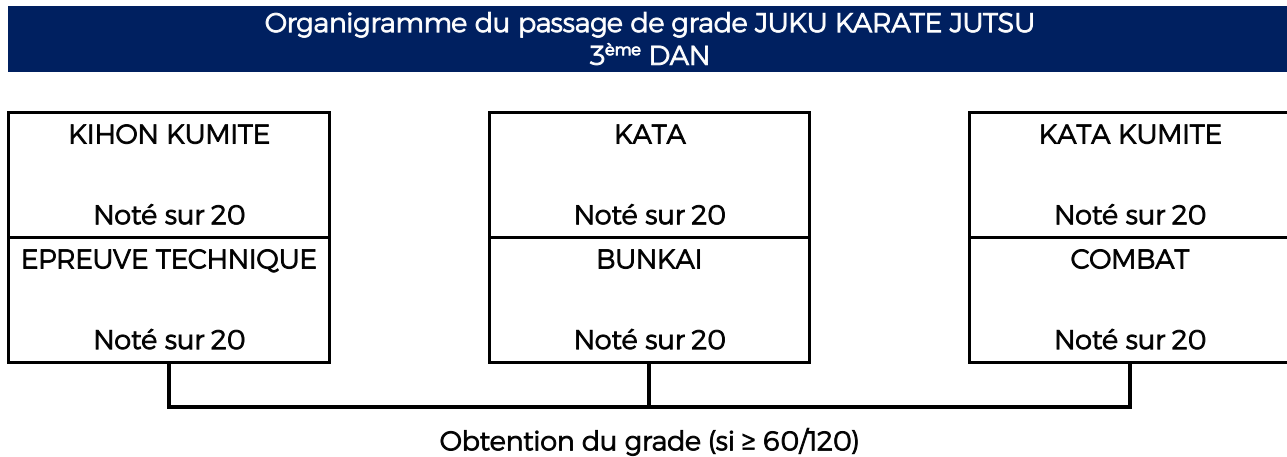 Organigramme du passage de grade JUKU KARATE JUTSU
3ème DAN
KIHON KUMITE
Noté sur 20
EPREUVE TECHNIQUE
Noté sur 20
KATA
Noté sur 20
BUNKAI
Noté sur 20
KATA KUMITE
Noté sur 20
COMBAT
Noté sur 20
Obtention du grade (si ≥ 60/120)